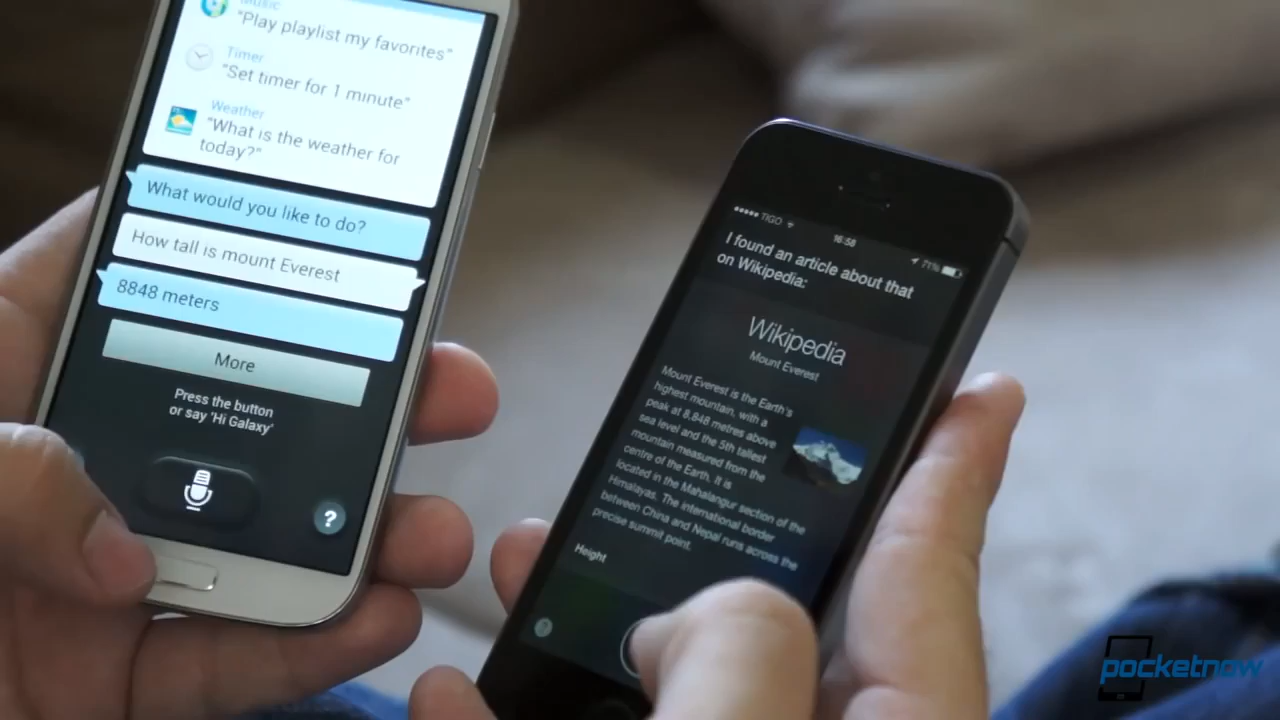 Music
"Play playlist my favorites"
Timer
"Set timer for 1 minute"
Weather
"What is the weather for
today?"
What would you like to do?
How tall is mount Everest
8848 meters
More
Press the button
or say 'Hi Galaxy'
?
TIGO
16:58
71%
I found an article about that
on Wikipedia:
Wikipedia
Mount Everest
Mount Everest is the Earth's
highest mountain, with a
peak at 8,848 metres above
sea level and the 5th tallest
mountain measured from the
centre of the Earth. It is
located in the Mahalangur section of the
Himalayas. The international border
between China and Nepal runs across the
precise summit point.
Height
?
pocketnow